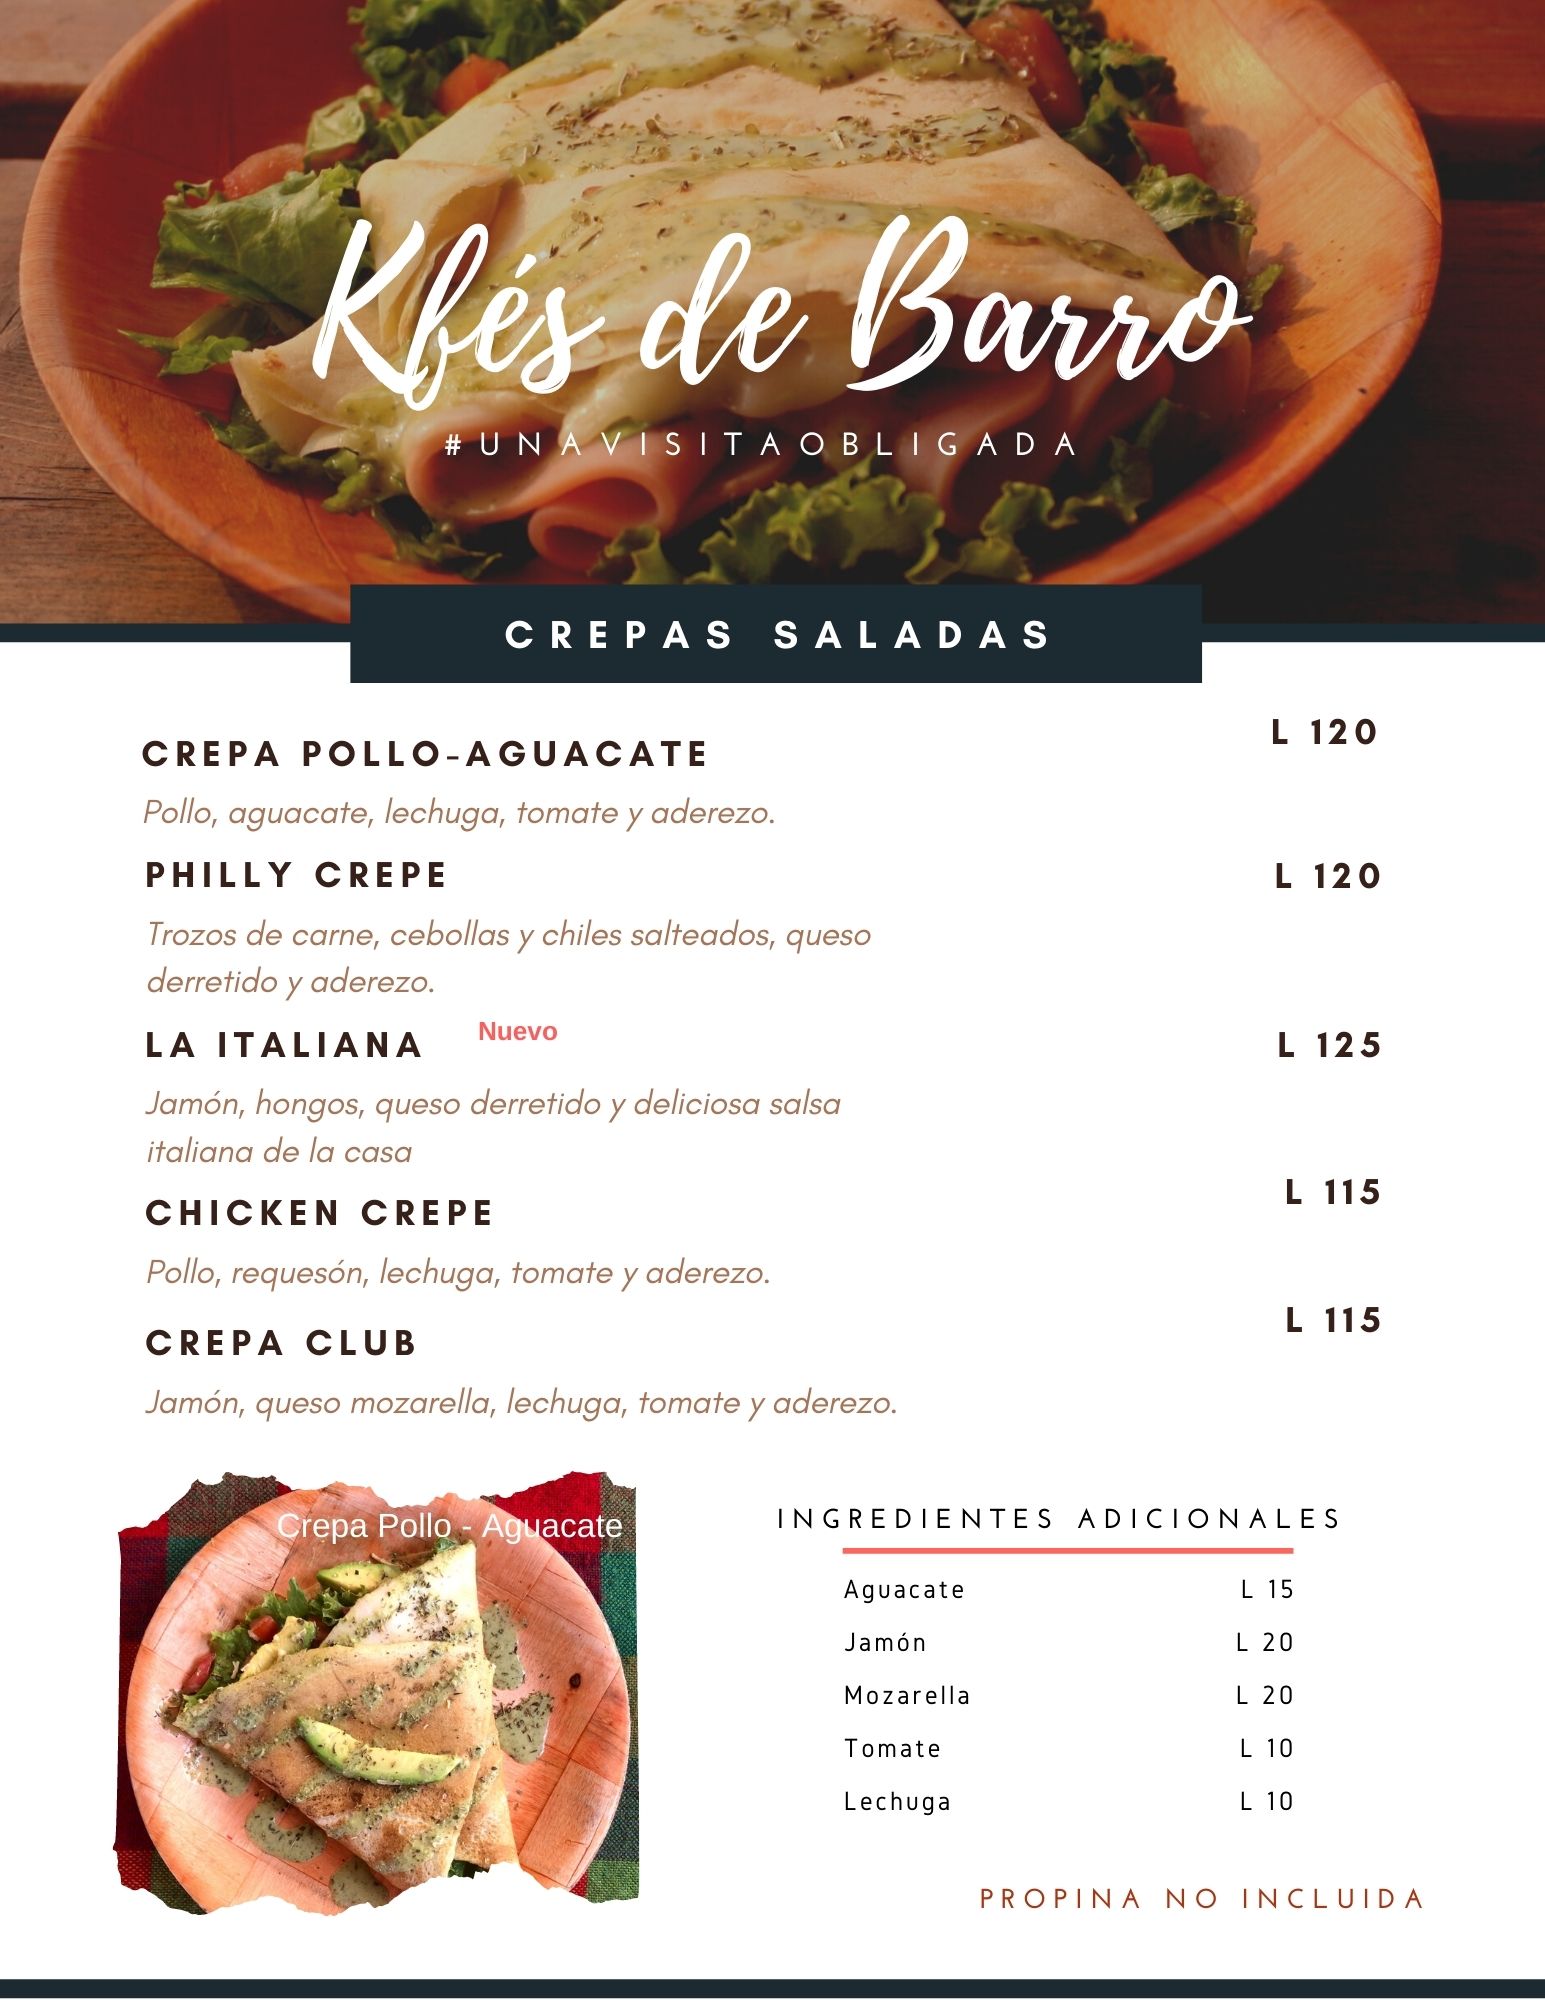 Kfés de Barro
#UNAVISITAOBLIGADA
CREPAS SALADAS
CREPA POLLO-AGUACATE L 120
Pollo, aguacate, lechuga, tomate y aderezo.
PHILLY CREPE L 120
Trozos de carne, cebollas y chiles salteados, queso
derretido y aderezo.
LA ITALIANA Nuevo L 125
Jamón, hongos, queso derretido y deliciosa salsa
italiana de la casa
CHICKEN CREPE L 115
Pollo, requesón, lechuga, tomate y aderezo.
CREPA CLUB L 115
Jamón, queso mozarella, lechuga, tomate y aderezo.
Crepa Pollo - Aguacate
INGREDIENTES ADICIONALES
Aguacate L 15
Jamón L 20
Mozarella L 20
Tomate L 10
Lechuga L 10
PROPINA NO INCLUIDA